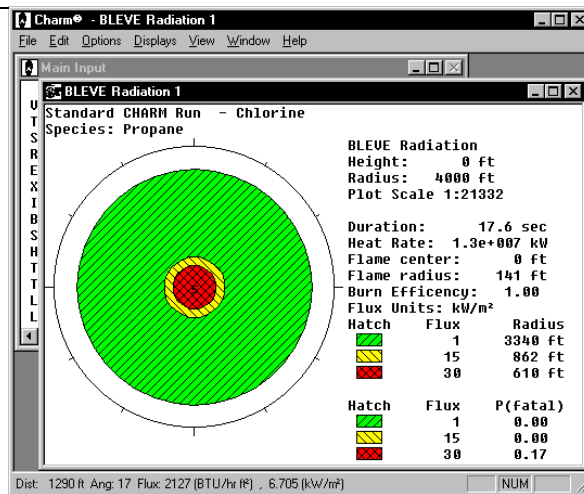 Charm® - BLEVE Radiation 1
File Edit Options Displays View Window Help
Main Input
BLEVE Radiation 1
U
T
S
R
E
X
I
B
S
H
T
T
L
L
Standard CHARM Run - Chlorine
Species: Propane
BLEVE Radiation
Height: 0 ft
Radius: 4000 ft
Plot Scale 1:21332
Duration: 17.6 sec
Heat Rate: 1.3e+007 kW
Flame center: 0 ft
Flame radius: 141 ft
Burn Efficency: 1.00
Flux Units: kW/m²
Hatch Flux Radius
1 3340 ft
15 862 ft
30 610 ft
Hatch Flux P(fatal)
1 0.00
15 0.00
30 0.17
Dist: 1290 ft Ang: 17 Flux: 2127 (BTU/hr ft²) , 6.705 (kW/m²)
NUM